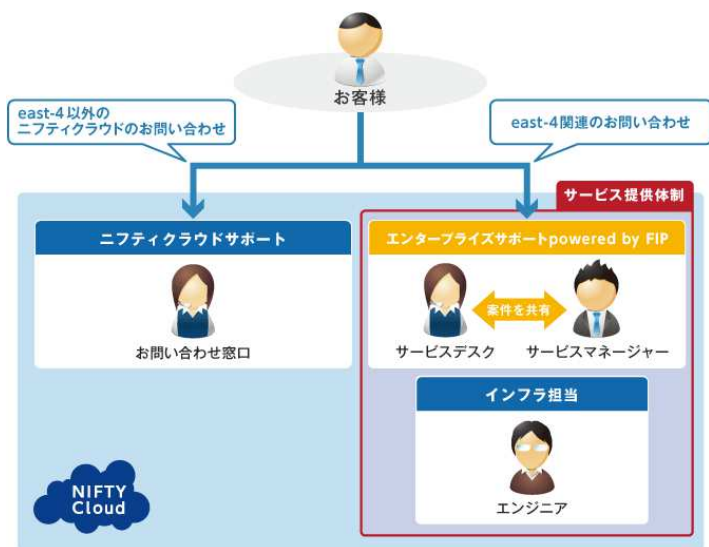 お客様
east-4以外の
ニフティクラウドのお問い合わせ
east-4関連のお問い合わせ
サービス提供体制
ニフティクラウドサポート
お問い合わせ窓口
エンタープライズサポートpowered by FIP
案件を共有
サービスデスク
サービスマネージャー
インフラ担当
エンジニア
NIFTY
Cloud